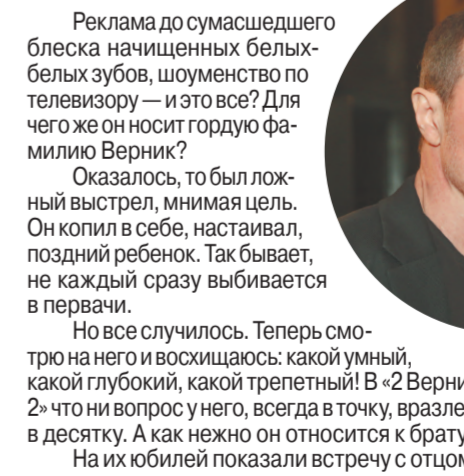 Реклама до сумасшедшего
блеска начищенных белых-
белых зубов, шоуменство по
телевизору — и это все? Для
чего же он носит гордую фа-
милию Верник?
Оказалось, то был лож-
ный выстрел, мнимая цель.
Он копил в себе, настаивал,
поздний ребенок. Так бывает,
не каждый сразу выбивается
в первачи.
Но все случилось. Теперь смо-
трю на него и восхищаюсь: какой умный,
какой глубокий, какой трепетный! В «2 Верни
2» что ни вопрос у него, всегда в точку, вразле
в десятку. А как нежно он относится к брату
На их юбилей показали встречу с отцом